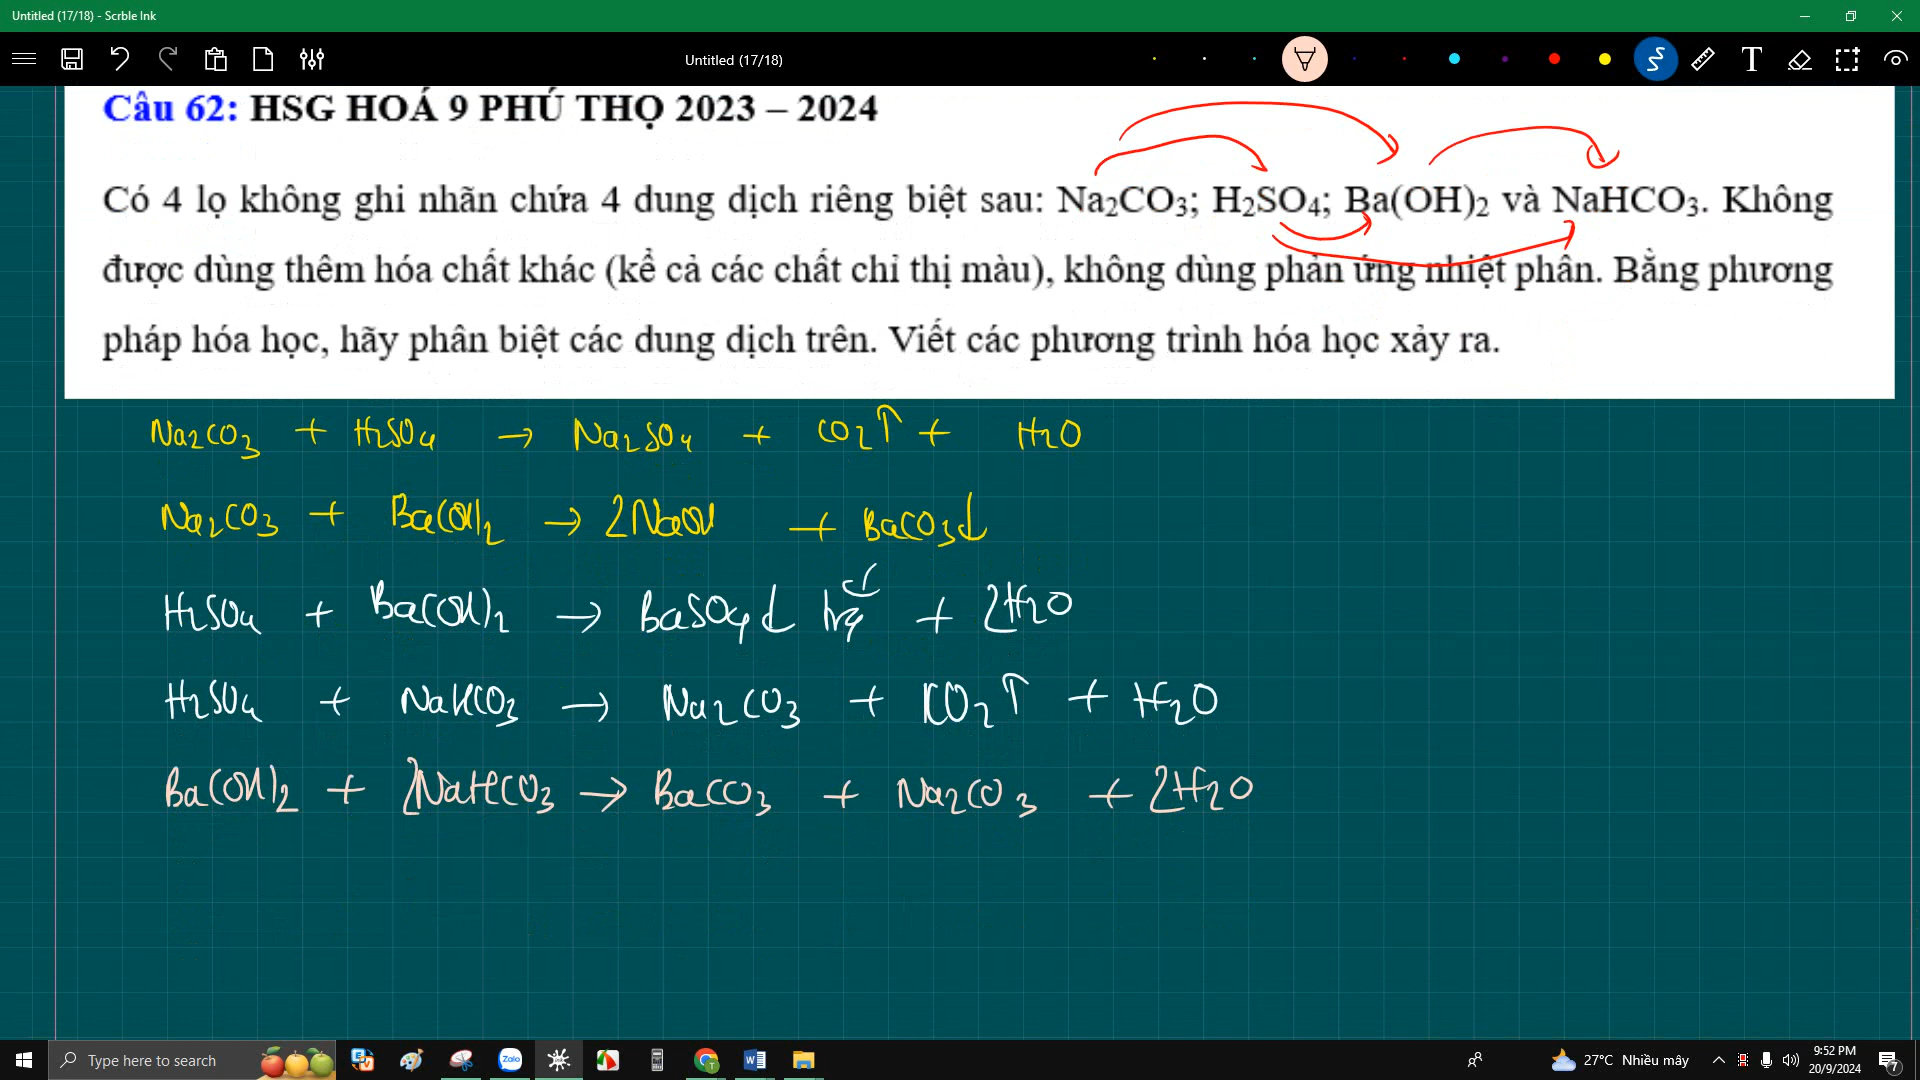 Untitled (17/18) - Scrble Ink
Untitled (17/18)
T
Câu 62: HSG HOÁ 9 PHÚ THỌ 2023 – 2024
Có 4 lọ không ghi nhãn chứa 4 dung dịch riêng biệt sau: Na₂CO₃; H₂SO₄; Ba(OH)₂ và NaHCO₃. Không
được dùng thêm hóa chất khác (kể cả các chất chỉ thị màu), không dùng phản ứng nhiệt phân. Bằng phương
pháp hóa học, hãy phân biệt các dung dịch trên. Viết các phương trình hóa học xảy ra.
Na2CO3 + H2SO4 → Na2SO4 + CO2↑ + H2O
Na2CO3 + Ba(OH)2 → 2NaOH + BaCO3↓
H2SO4 + Ba(OH)2 → BaSO4↓ trg + 2H2O
H2SO4 + NaHCO3 → Na2CO3 + CO2↑ + H2O
Ba(OH)2 + 2NaHCO3 → BaCO3 + Na2CO3 + 2H2O
Type here to search
Zalo
27°C Nhiều mây
9:52 PM
20/9/2024
7